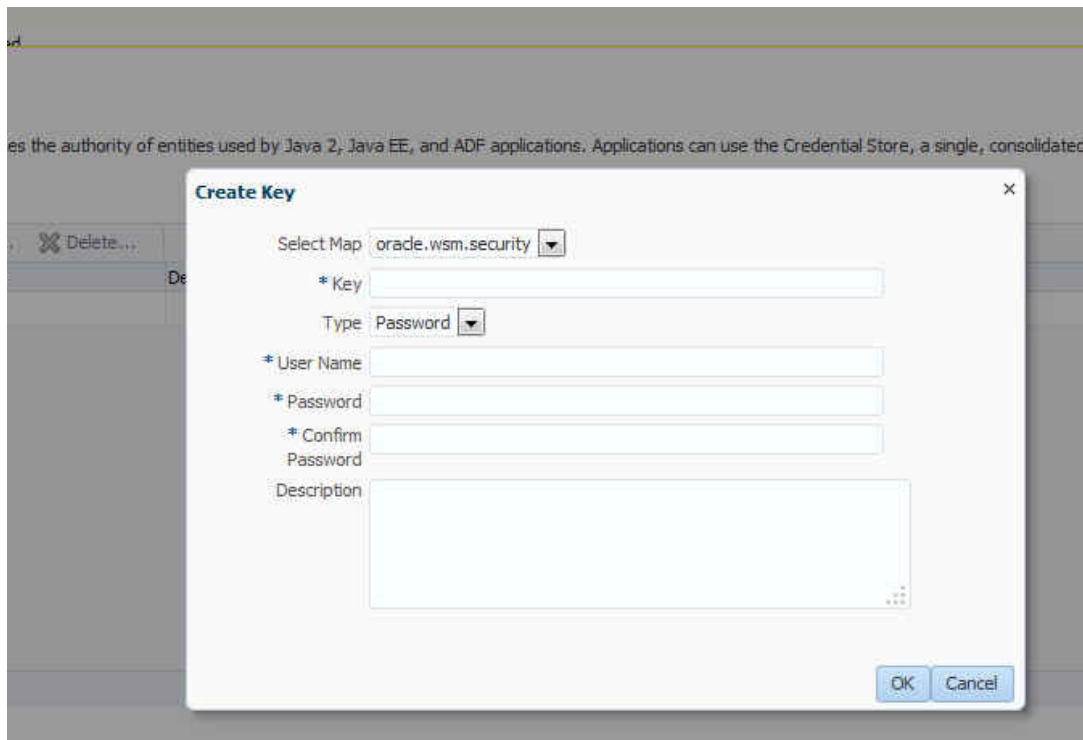 ed
es the authority of entities used by Java 2, Java EE, and ADF applications. Applications can use the Credential Store, a single, consolidated
Create Key
Select Map oracle.wsm.security
* Key
Delete...
De
Type Password
* User Name
* Password
* Confirm
Password
Description
OK Cancel